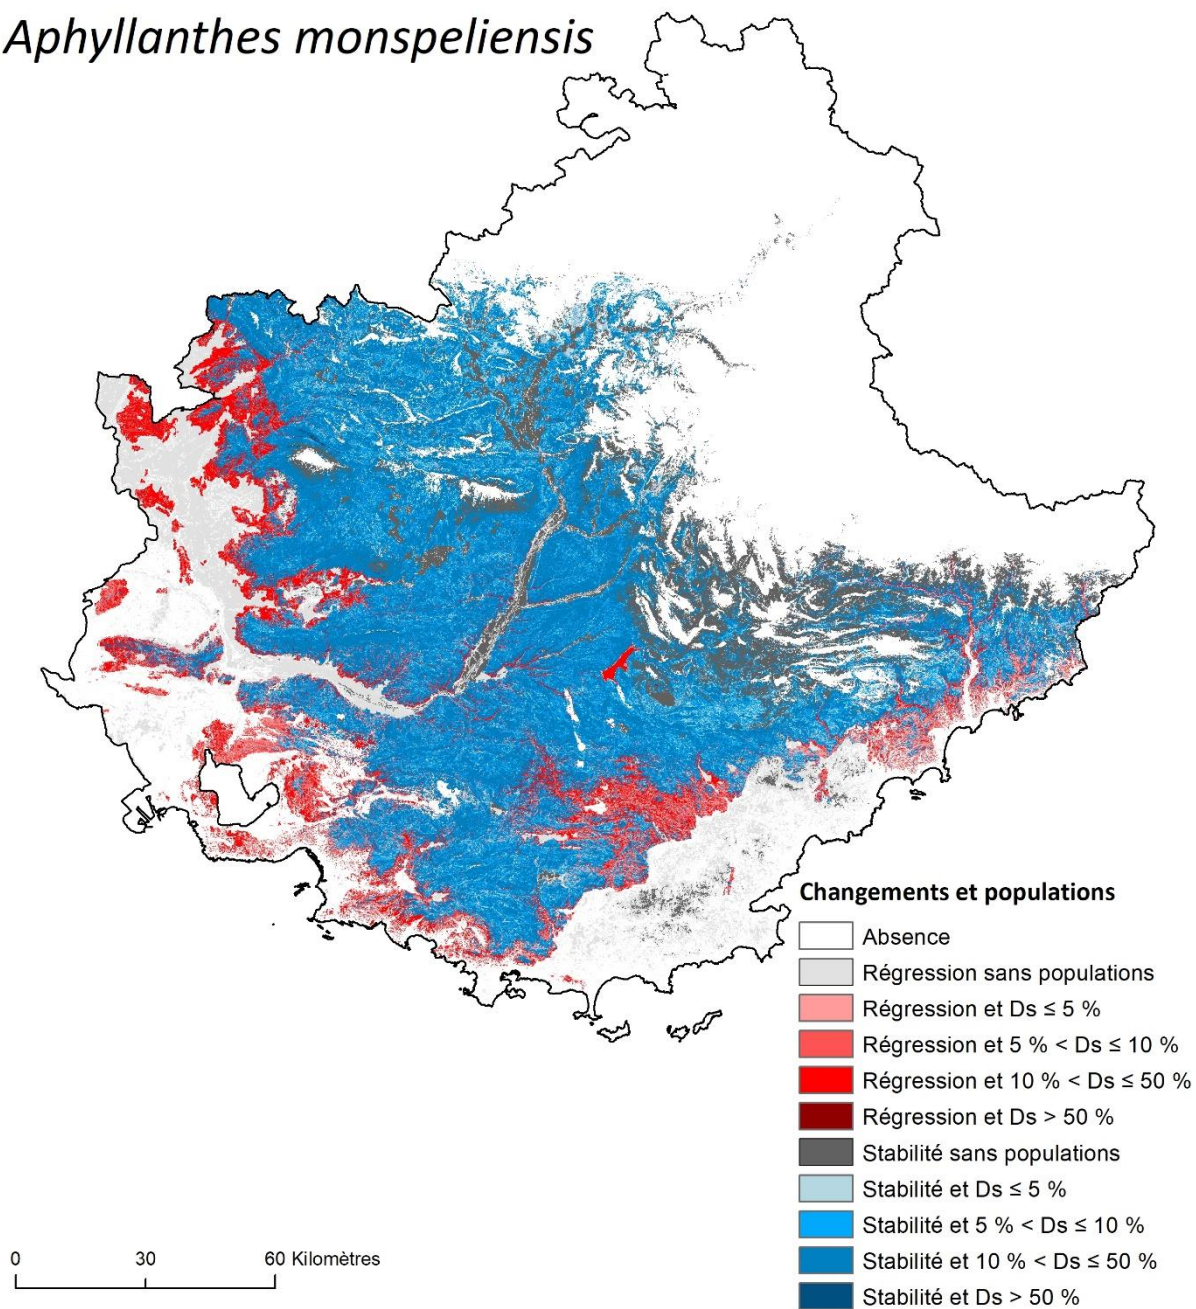 Aphyllanthes monspeliensis
Changements et populations
Absence
Régression sans populations
Régression et Ds ≤ 5 %
Régression et 5 % < Ds ≤ 10 %
Régression et 10 % < Ds ≤ 50 %
Régression et Ds > 50 %
Stabilité sans populations
Stabilité et Ds ≤ 5 %
Stabilité et 5 % < Ds ≤ 10 %
Stabilité et 10 % < Ds ≤ 50 %
Stabilité et Ds > 50 %
0 30 60 Kilomètres